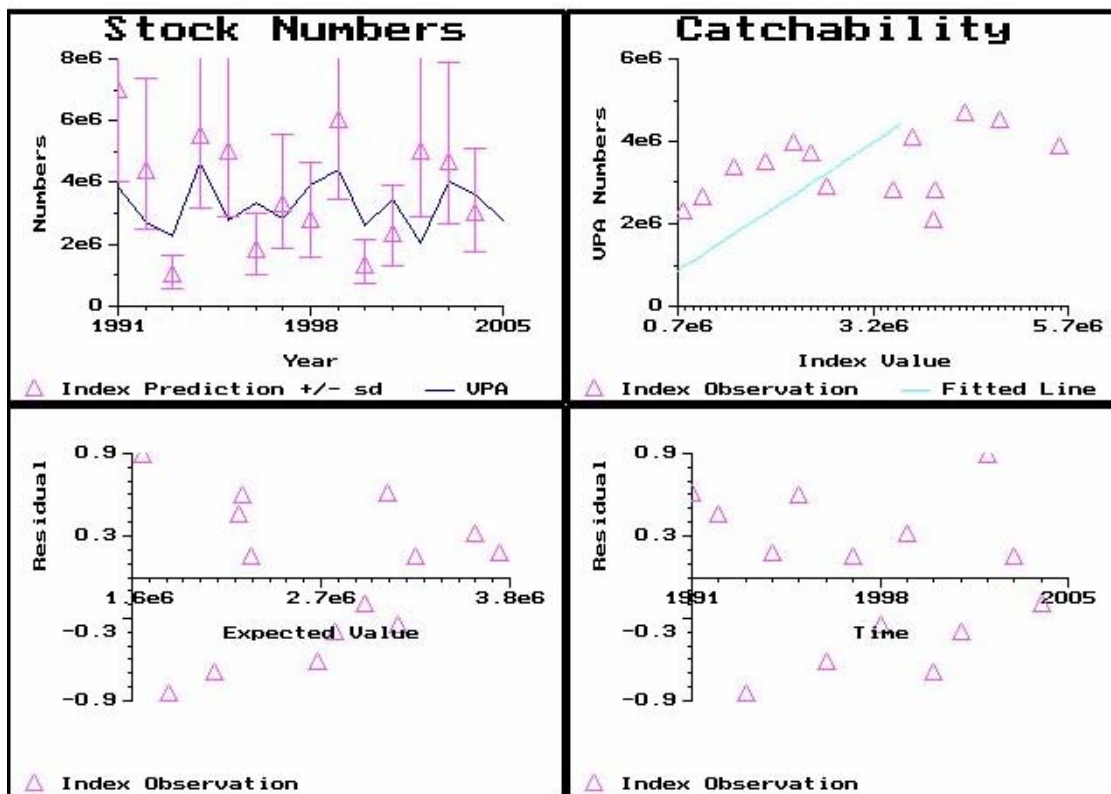 Stock Numbers
8e6
6e6
4e6
2e6
0
Numbers
1991 1998 2005
Year
Index Prediction +/- sd VPA
Catchability
6e6
4e6
2e6
0
VPA Numbers
0.7e6 3.2e6 5.7e6
Index Value
Index Observation Fitted Line
0.9
0.3
-0.3
-0.9
Residual
1.6e6 2.7e6 3.8e6
Expected Value
Index Observation
0.9
0.3
-0.3
-0.9
Residual
1991 1998 2005
Time
Index Observation